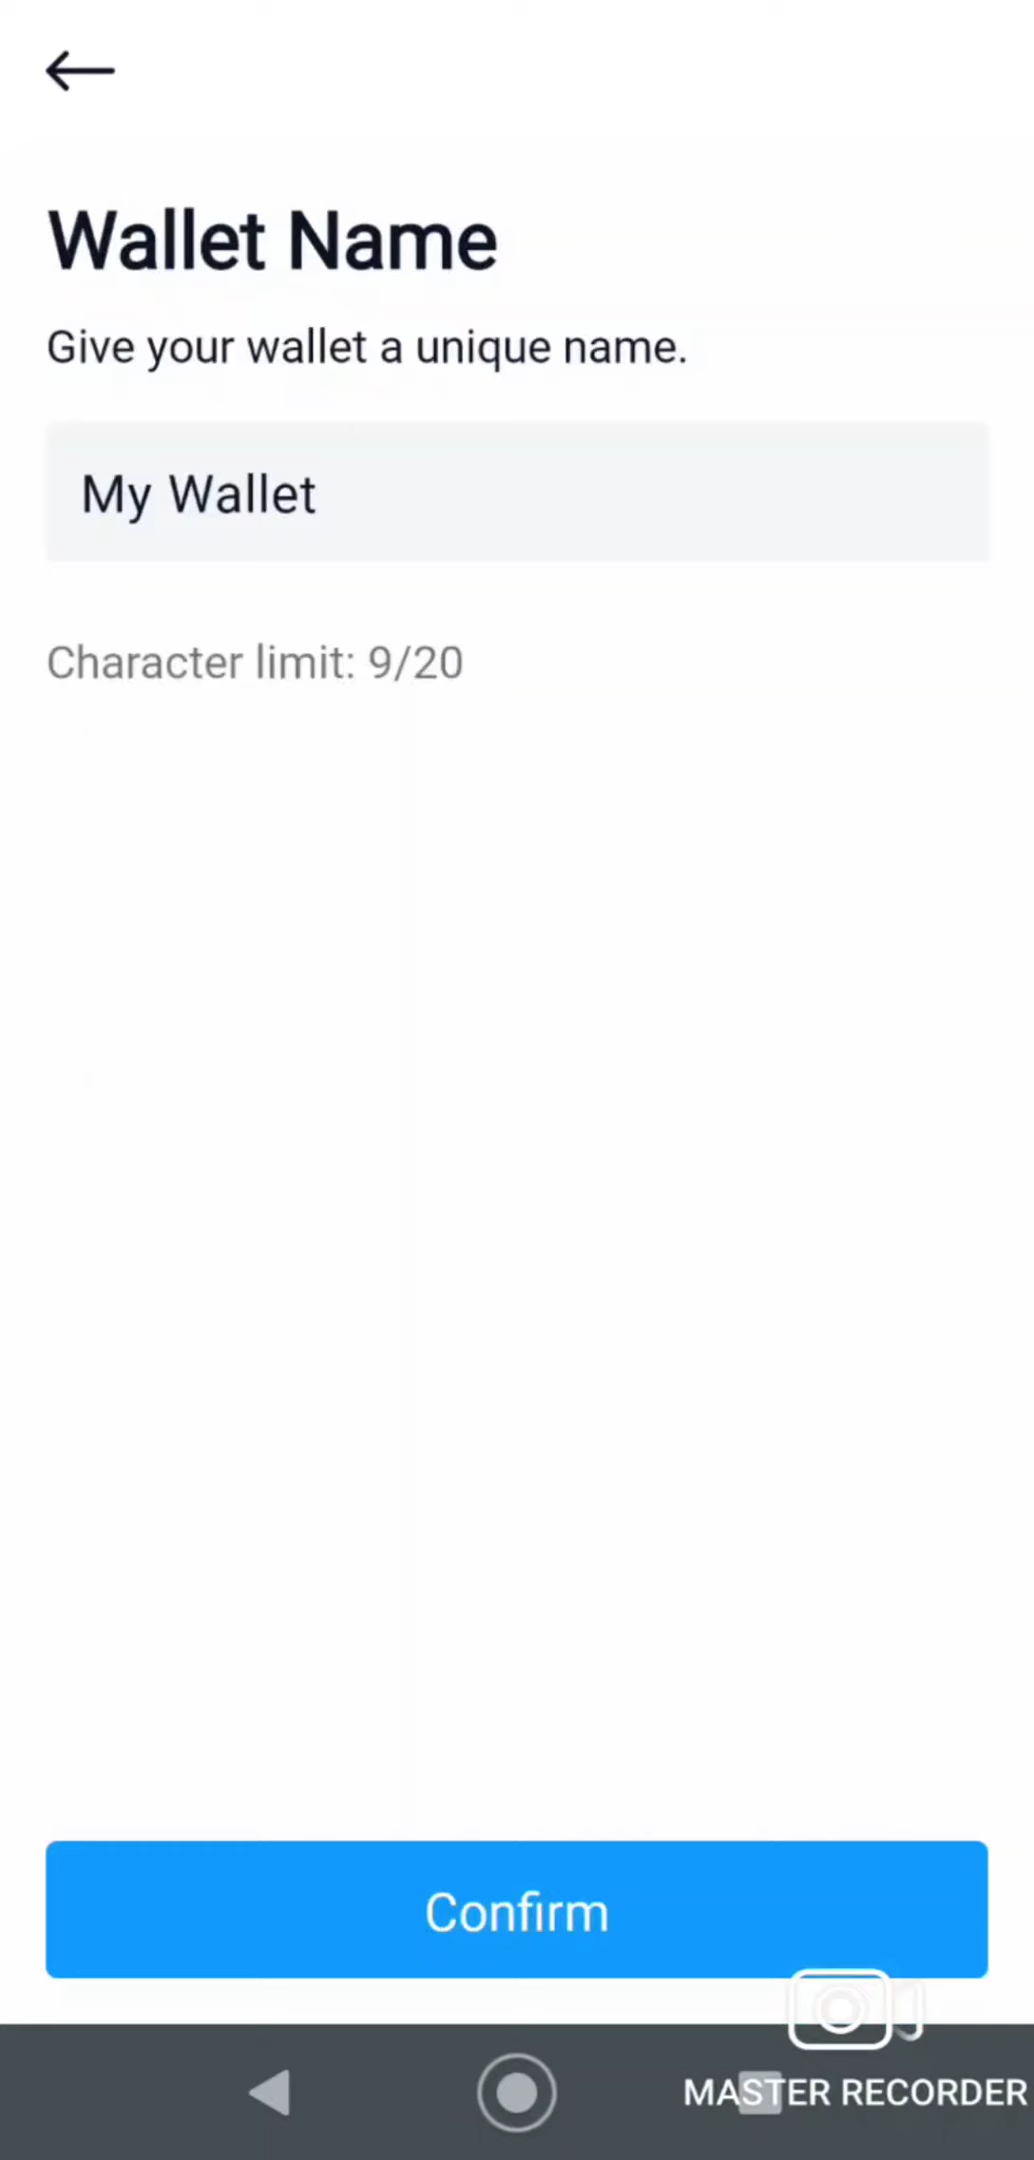 Wallet Name
Give your wallet a unique name.
My Wallet
Character limit: 9/20
Confirm
MASTER RECORDER